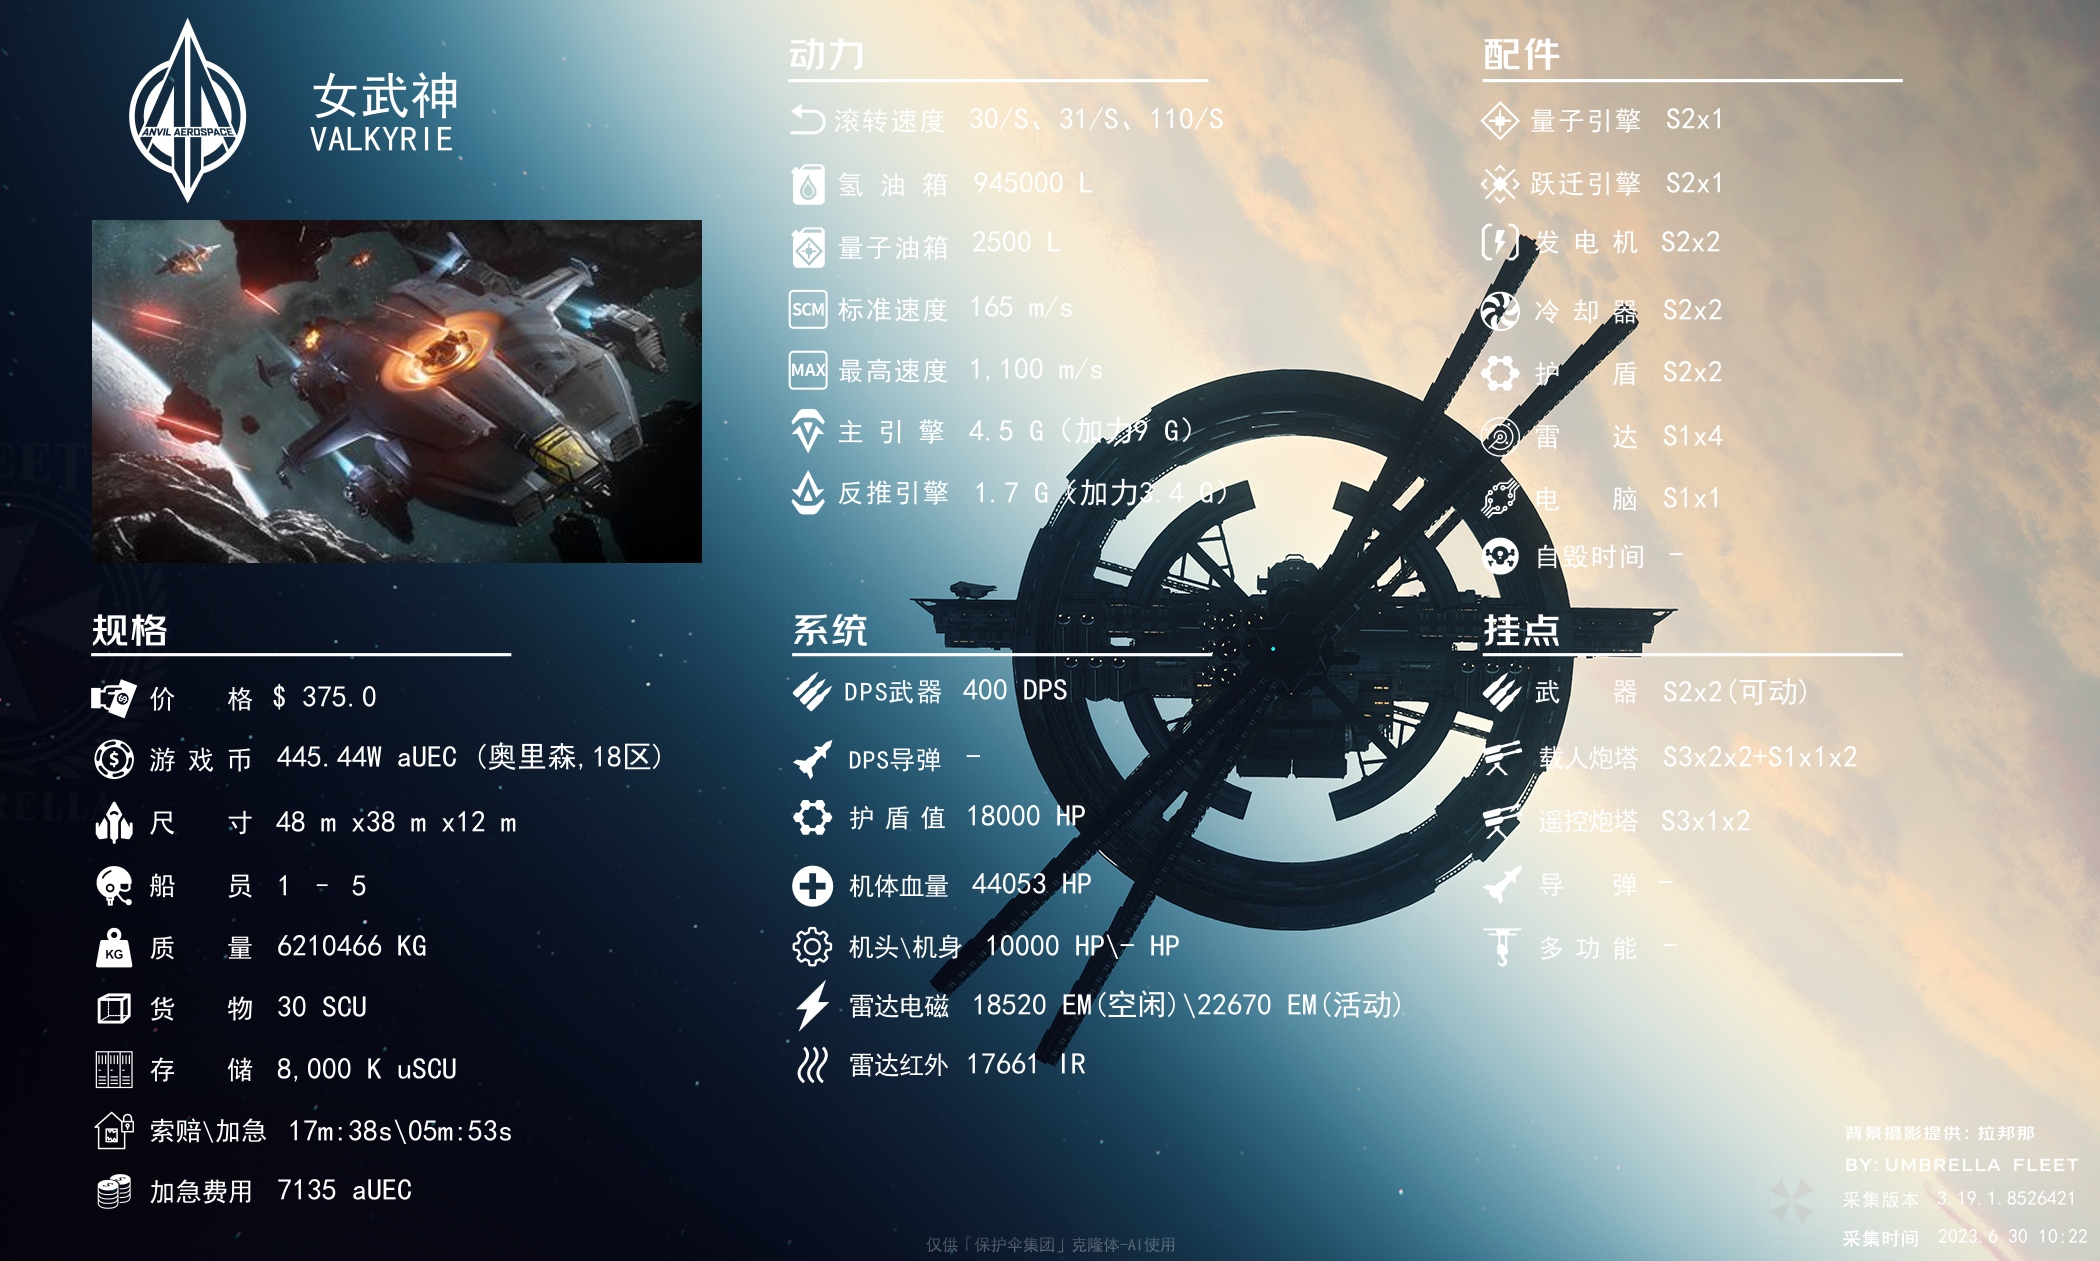 ANVIL AEROSPACE
女武神
VALKYRIE
动力
滚转速度 30/S、31/S、110/S
氢油箱 945000 L
量子油箱 2500 L
SCM 标准速度 165 m/s
MAX 最高速度 1,100 m/s
主引擎 4.5 G（加力9 G）
反推引擎 1.7 G（加力3.4 G）
配件
量子引擎 S2x1
跃迁引擎 S2x1
发电机 S2x2
冷却器 S2x2
护盾 S2x2
雷达 S1x4
电脑 S1x1
自毁时间 -
规格
价格 $ 375.0
游戏币 445.44W aUEC (奥里森,18区)
尺寸 48 m x38 m x12 m
船员 1 - 5
KG 质量 6210466 KG
货物 30 SCU
存储 8,000 K uSCU
索赔\加急 17m:38s\05m:53s
加急费用 7135 aUEC
系统
DPS武器 400 DPS
DPS导弹 -
护盾值 18000 HP
机体血量 44053 HP
机头\机身 10000 HP\- HP
雷达电磁 18520 EM(空闲)\22670 EM(活动)
雷达红外 17661 IR
挂点
武器 S2x2(可动)
载人炮塔 S3x2x2+S1x1x2
遥控炮塔 S3x1x2
导弹 -
多功能 -
背景摄影提供: 拉邦那
BY: UMBRELLA FLEET
采集版本 3.19.1.8526421
采集时间 2023.6.30 10:22
仅供「保护伞集团」克隆体-AI使用